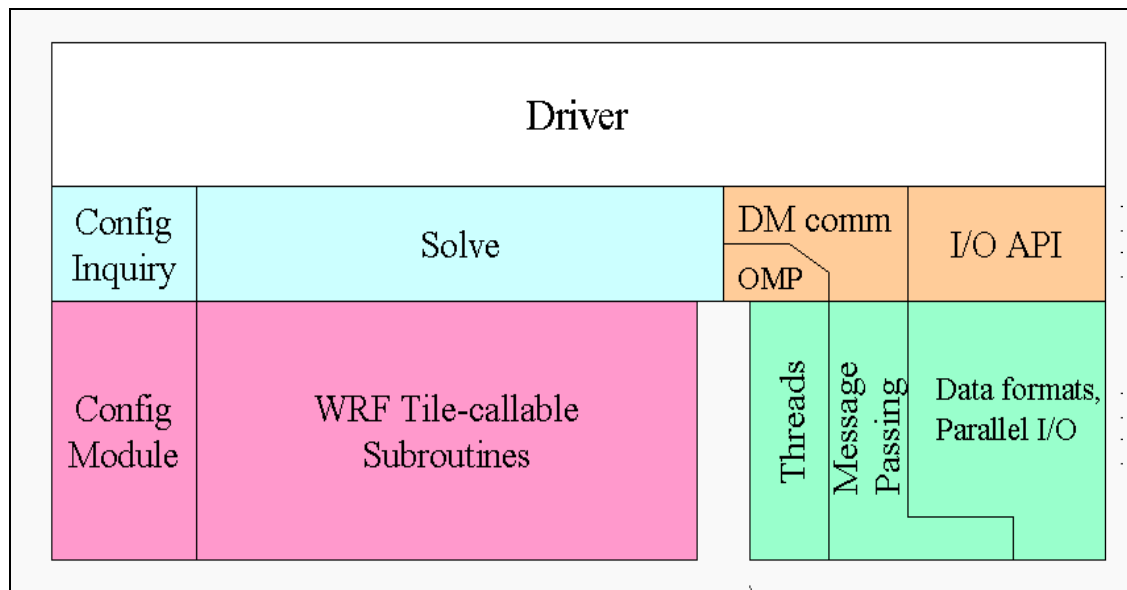 Driver
Config
Inquiry
Solve
DM comm
OMP
I/O API
Config
Module
WRF Tile-callable
Subroutines
Threads
Message
Passing
Data formats,
Parallel I/O